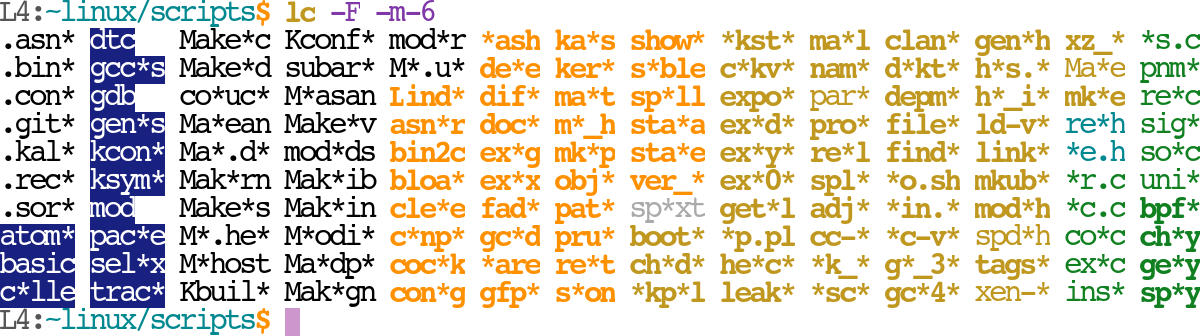 L4:~linux/scripts$ lc -F -m-6
.asn* dtc Make*c Kconf* mod*r *ash ka*s show* *kst* ma*l clan* gen*h xz_* *s.c
.bin* gcc*s Make*d subar* M*.u* de*e ker* s*ble c*kv* nam* d*kt* h*s.* Ma*e pnm*
.con* gdb co*uc* M*asan Lind* dif* ma*t sp*ll expo* par* depm* h*_i* mk*e re*c
.git* gen*s Ma*ean Make*v asn*r doc* m*_h sta*a ex*d pro* file* ld-v* re*h sig*
.kal* kcon* Ma*.d* mod*ds bin2c ex*g mk*p sta*e ex*y re*l find* link* *e.h so*c
.rec* ksym* Mak*rn Mak*ib bloa* ex*x obj* ver_* ex*0 spl* *o.sh mkub* *r.c uni*
.sor* mod Make*s Mak*in cle*e fad* pat* sp*xt get*l adj* *in.* mod*h *c.c bpf*
atom* pac*e M*.he* M*odi* c*np* gc*d pru* boot* *p.pl cc-* *c-v* spd*h co*c ch*y
basic sel*x M*host Ma*dp* coc*k *are re*t ch*d* he*c* *k_* g*_3* tags* ex*c ge*y
c*lle trac* Kbuil* Mak*gn con*g gfp* s*on *kp*l leak* *sc* gc*4* xen-* ins* sp*y
L4:~linux/scripts$